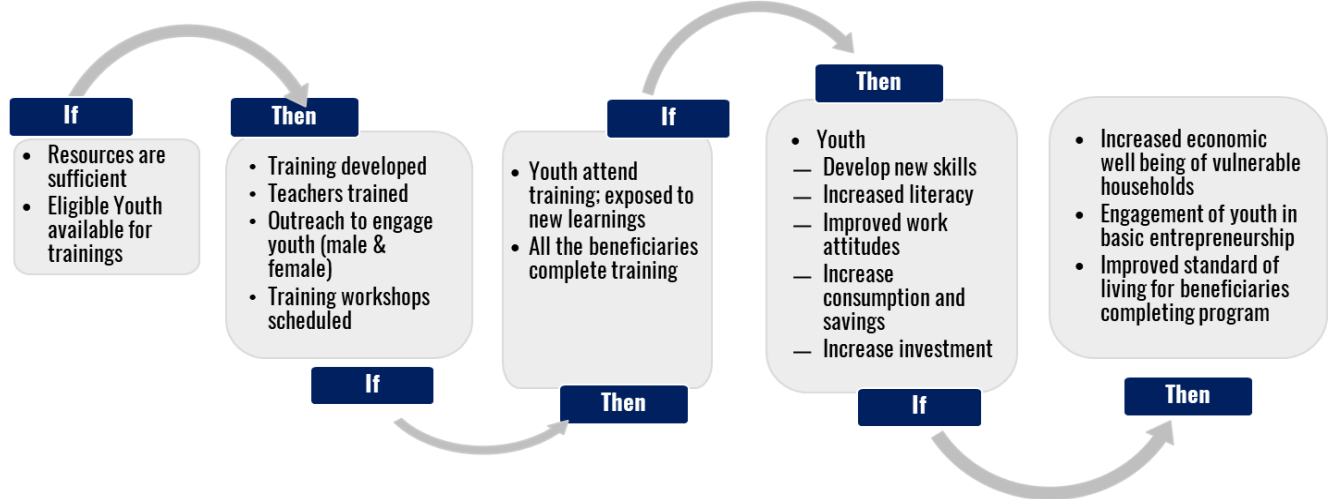 If
• Resources are
sufficient
• Eligible Youth
available for
trainings
Then
• Training developed
• Teachers trained
• Outreach to engage
youth (male &
female)
• Training workshops
scheduled
If
If
• Youth attend
training; exposed to
new learnings
• All the beneficiaries
complete training
Then
Then
• Youth
— Develop new skills
— Increased literacy
— Improved work
attitudes
— Increase
consumption and
savings
— Increase investment
If
• Increased economic
well being of vulnerable
households
• Engagement of youth in
basic entrepreneurship
• Improved standard of
living for beneficiaries
completing program
Then